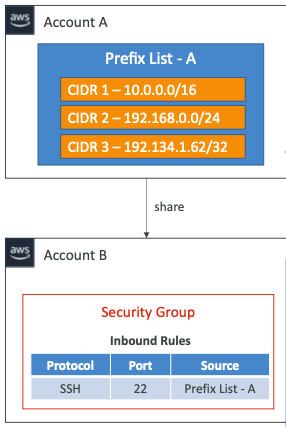 aws
Account A
Prefix List - A
CIDR 1 – 10.0.0.0/16
CIDR 2 – 192.168.0.0/24
CIDR 3 – 192.134.1.62/32
share
aws
Account B
Security Group
Inbound Rules
Protocol Port Source
SSH 22 Prefix List - A